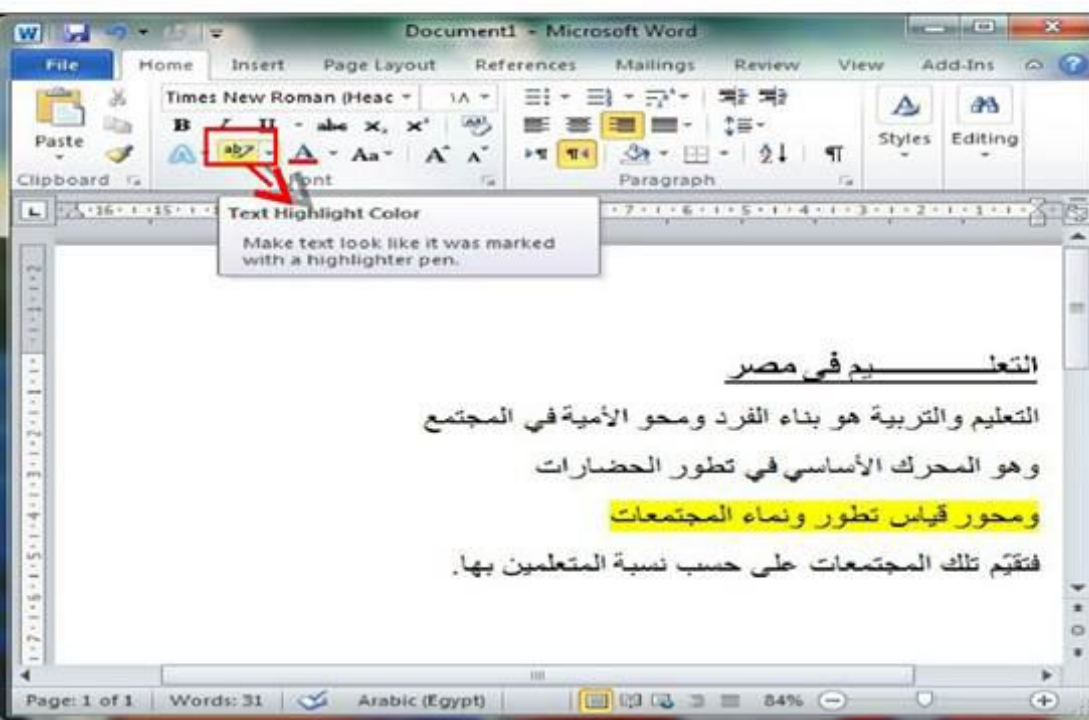 Document1 - Microsoft Word
File Home Insert Page Layout References Mailings Review View Add-Ins
Times New Roman (Heac ١٨
Paste
Styles Editing
Clipboard Font Paragraph
Text Highlight Color
Make text look like it was marked
with a highlighter pen.
التعلـــــــــيم في مصر
التعليم والتربية هو بناء الفرد ومحو الأمية في المجتمع
وهو المحرك الأساسي في تطور الحضارات
ومحور قياس تطور ونماء المجتمعات
فتقيّم تلك المجتمعات على حسب نسبة المتعلمين بها.
Page: 1 of 1 Words: 31 Arabic (Egypt) 84%